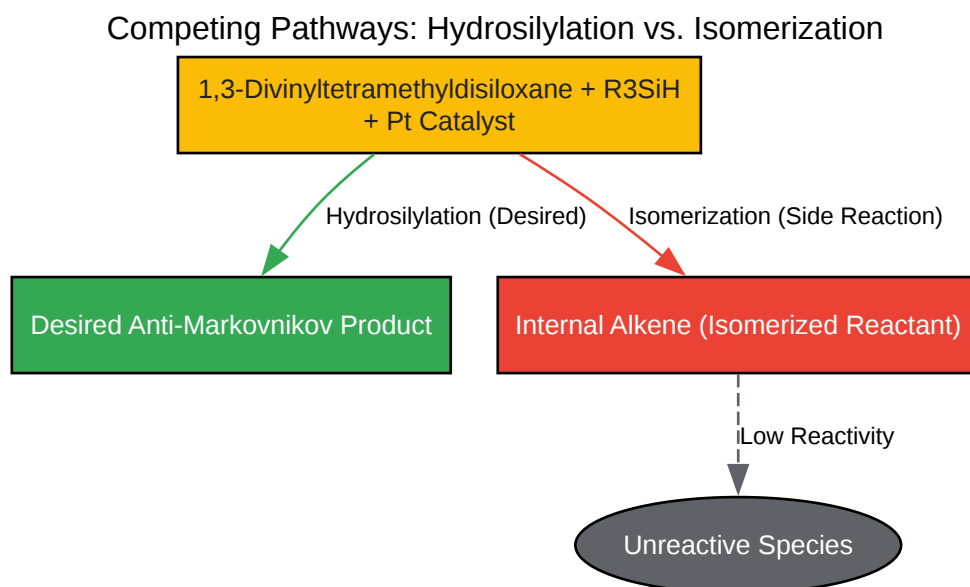 Competing Pathways: Hydrosilylation vs. Isomerization
1,3-Divinyltetramethyldisiloxane + R3SiH
+ Pt Catalyst
Hydrosilylation (Desired)
Isomerization (Side Reaction)
Desired Anti-Markovnikov Product
Internal Alkene (Isomerized Reactant)
Low Reactivity
Unreactive Species